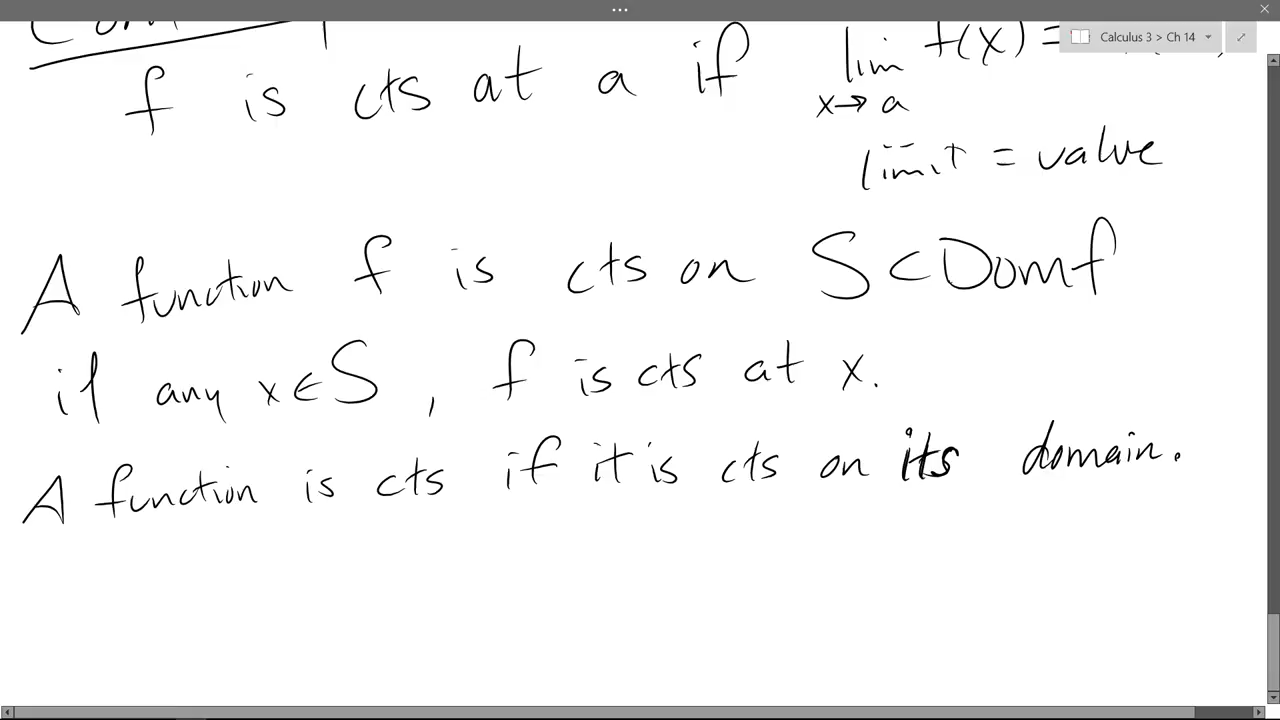 Calculus 3 > Ch 14
f is cts at a if lim f(x) =
x→a
limit = value
A function f is cts on S⊂Domf
if any x∈S, f is cts at x.
A function is cts if it is cts on its domain.